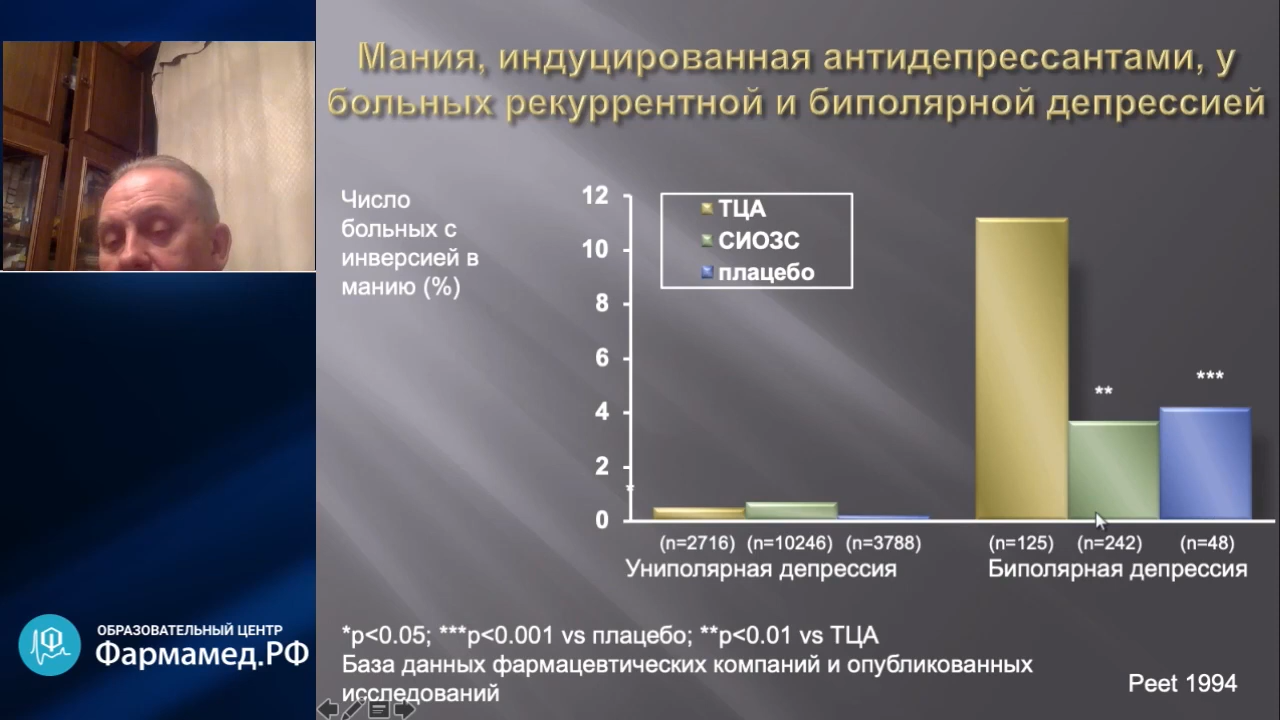 Мания, индуцированная антидепрессантами, у
больных рекуррентной и биполярной депрессией
Число
больных с
инверсией в
манию (%)
12
10
8
6
4
2
0
*
ТЦА
СИОЗС
плацебо
**
***
(n=2716) (n=10246) (n=3788)
Униполярная депрессия
(n=125) (n=242) (n=48)
Биполярная депрессия
*p<0.05; ***p<0.001 vs плацебо; **p<0.01 vs ТЦА
База данных фармацевтических компаний и опубликованных
исследований
Peet 1994
ОБРАЗОВАТЕЛЬНЫЙ ЦЕНТР
Фармамед.РФ